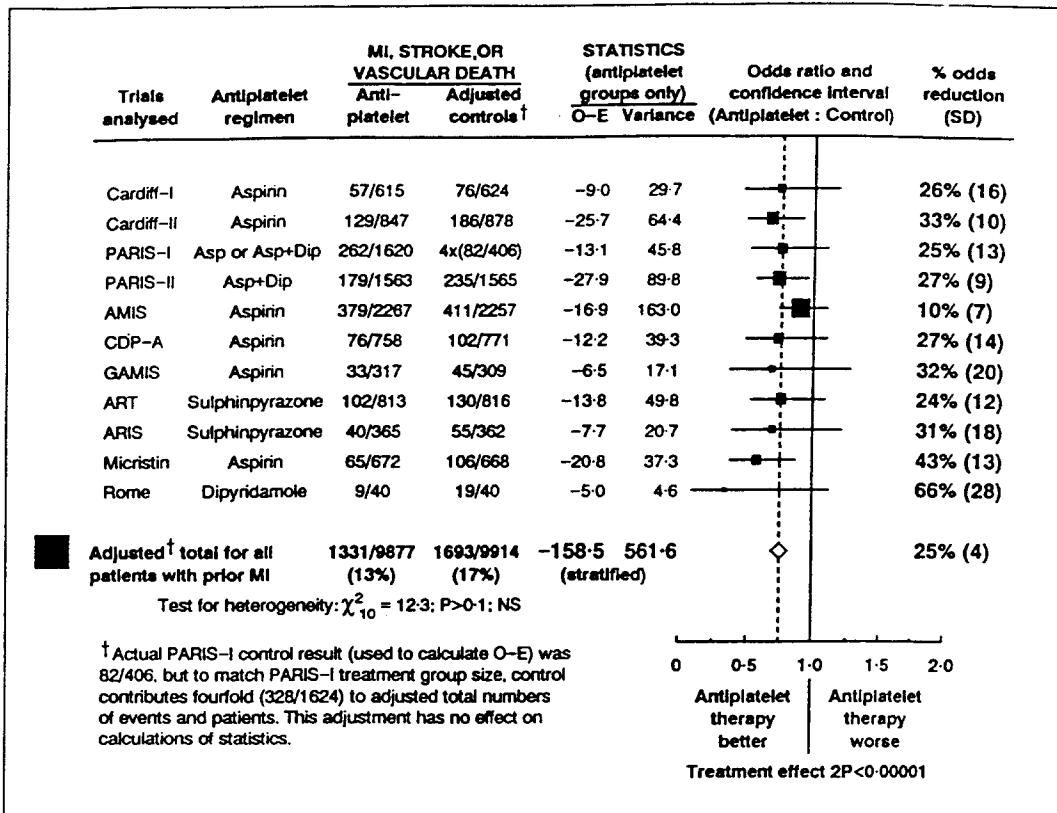 MI, STROKE, OR
VASCULAR DEATH
STATISTICS
(antiplatelet
groups only)
Trials
analysed
Antiplatelet
regimen
Anti-
platelet
Adjusted
controls†
O–E Variance
Odds ratio and
confidence interval
(Antiplatelet : Control)
% odds
reduction
(SD)
Cardiff-I Aspirin 57/615 76/624 –9·0 29·7 26% (16)
Cardiff-II Aspirin 129/847 186/878 –25·7 64·4 33% (10)
PARIS-I Asp or Asp+Dip 262/1620 4x(82/406) –13·1 45·8 25% (13)
PARIS-II Asp+Dip 179/1563 235/1565 –27·9 89·8 27% (9)
AMIS Aspirin 379/2267 411/2257 –16·9 163·0 10% (7)
CDP-A Aspirin 76/758 102/771 –12·2 39·3 27% (14)
GAMIS Aspirin 33/317 45/309 –6·5 17·1 32% (20)
ART Sulphinpyrazone 102/813 130/816 –13·8 49·8 24% (12)
ARIS Sulphinpyrazone 40/365 55/362 –7·7 20·7 31% (18)
Micristin Aspirin 65/672 106/668 –20·8 37·3 43% (13)
Rome Dipyridamole 9/40 19/40 –5·0 4·6 66% (28)
Adjusted† total for all 1331/9877 1693/9914 –158·5 561·6 25% (4)
patients with prior MI (13%) (17%) (stratified)
Test for heterogeneity: χ²₁₀ = 12·3; P>0·1; NS
†Actual PARIS-I control result (used to calculate O–E) was
82/406, but to match PARIS-I treatment group size, control
contributes fourfold (328/1624) to adjusted total numbers
of events and patients. This adjustment has no effect on
calculations of statistics.
0 0·5 1·0 1·5 2·0
Antiplatelet
therapy
better
Antiplatelet
therapy
worse
Treatment effect 2P<0·00001